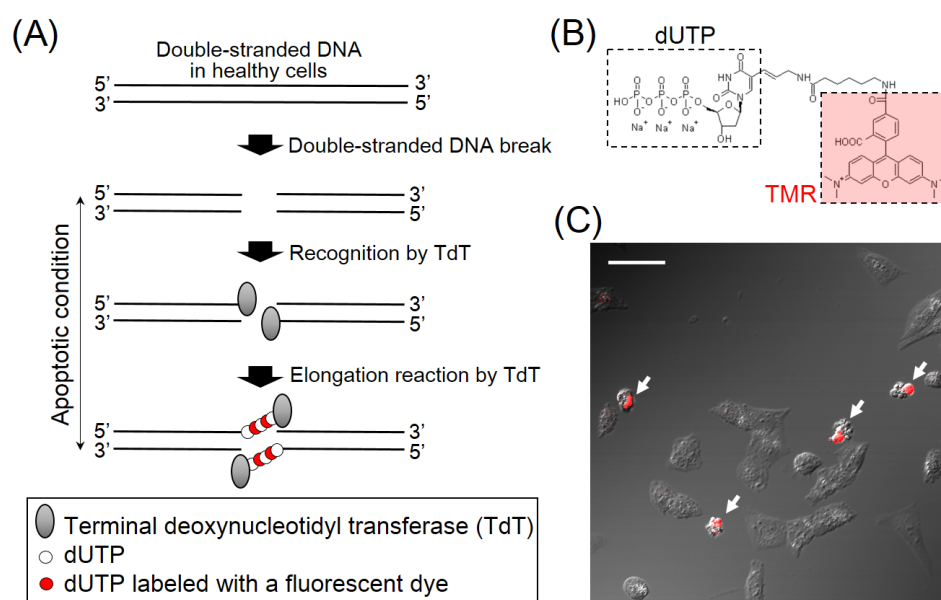 (A)
Double-stranded DNA
in healthy cells
5’ 3’
3’ 5’
Double-stranded DNA break
5’ 3’
3’ 5’
Recognition by TdT
5’ 3’
3’ 5’
Elongation reaction by TdT
5’ 3’
3’ 5’
Apoptotic condition
Terminal deoxynucleotidyl transferase (TdT)
dUTP
dUTP labeled with a fluorescent dye
(B)
dUTP
O
HN
O N
O O O
HO P O P O P O
O- O- O-
Na+ Na+ Na+
O
OH
NH
O
O
NH
O
HOOC
N+ O N
TMR
(C)